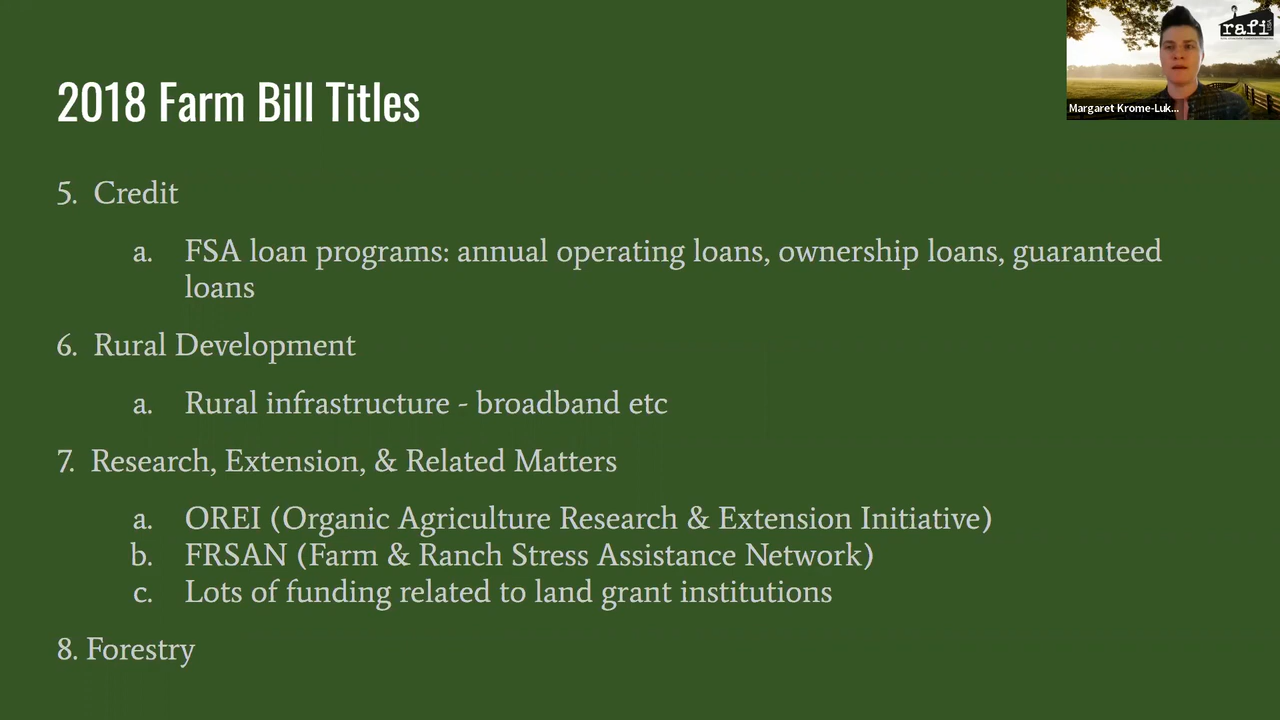 2018 Farm Bill Titles
rafi
USA
Margaret Krome-Luk...
5. Credit
a. FSA loan programs: annual operating loans, ownership loans, guaranteed
loans
6. Rural Development
a. Rural infrastructure - broadband etc
7. Research, Extension, & Related Matters
a. OREI (Organic Agriculture Research & Extension Initiative)
b. FRSAN (Farm & Ranch Stress Assistance Network)
c. Lots of funding related to land grant institutions
8. Forestry